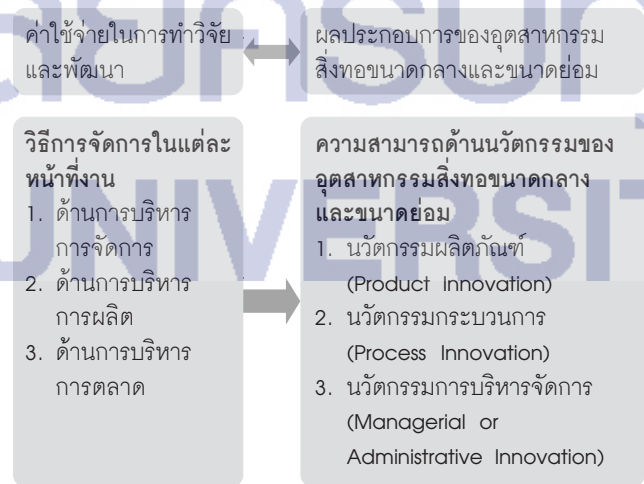 ค่าใช้จ่ายในการทำวิจัย
และพัฒนา
ผลประกอบการของอุตสาหกรรม
สิ่งทอขนาดกลางและขนาดย่อม
วิธีการจัดการในแต่ละ
หน้าที่งาน
1. ด้านการบริหาร
การจัดการ
2. ด้านการบริหาร
การผลิต
3. ด้านการบริหาร
การตลาด
ความสามารถด้านนวัตกรรมของ
อุตสาหกรรมสิ่งทอขนาดกลาง
และขนาดย่อม
1. นวัตกรรมผลิตภัณฑ์
(Product Innovation)
2. นวัตกรรมกระบวนการ
(Process Innovation)
3. นวัตกรรมการบริหารจัดการ
(Managerial or
Administrative Innovation)